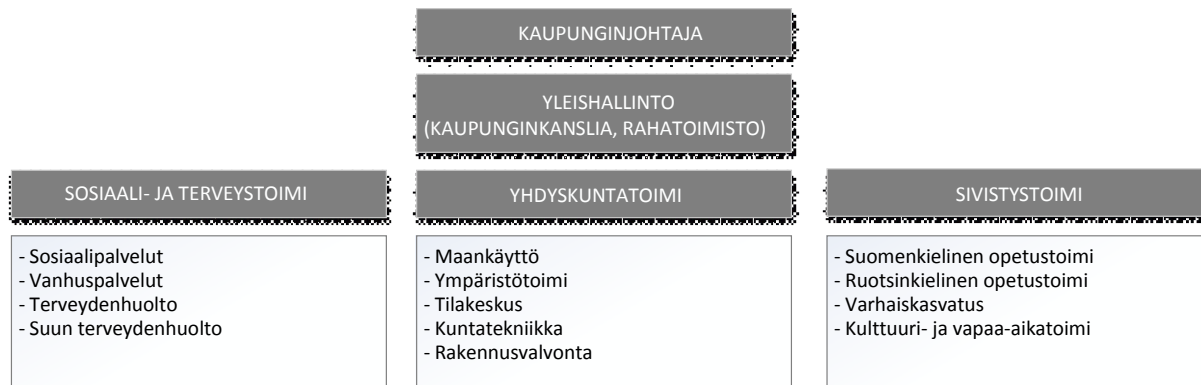 KAUPUNGINJOHTAJA
YLEISHALLINTO
(KAUPUNGINKANSLIA, RAHATOIMISTO)
SOSIAALI- JA TERVEYSTOIMI
- Sosiaalipalvelut
- Vanhuspalvelut
- Terveydenhuolto
- Suun terveydenhuolto
YHDYSKUNTATOIMI
- Maankäyttö
- Ympäristötoimi
- Tilakeskus
- Kuntatekniikka
- Rakennusvalvonta
SIVISTYSTOIMI
- Suomenkielinen opetustoimi
- Ruotsinkielinen opetustoimi
- Varhaiskasvatus
- Kulttuuri- ja vapaa-aikatoimi